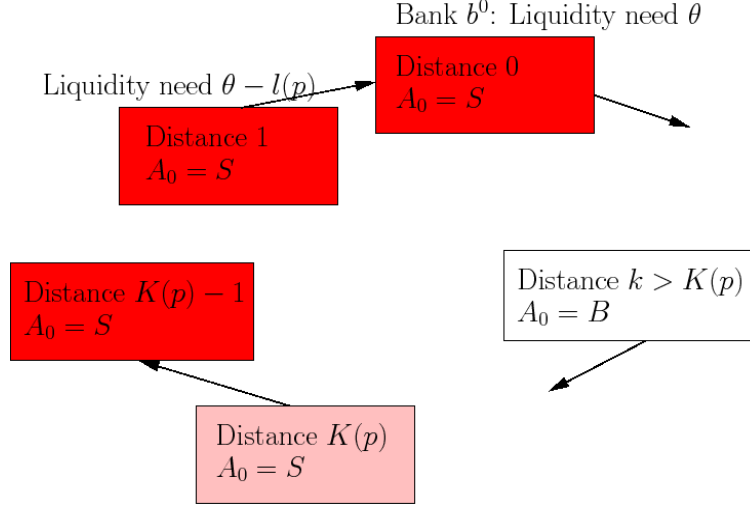 Bank b⁰: Liquidity need θ
Distance 0
A₀ = S
Liquidity need θ − l(p)
Distance 1
A₀ = S
Distance k > K(p)
A₀ = B
Distance K(p) − 1
A₀ = S
Distance K(p)
A₀ = S